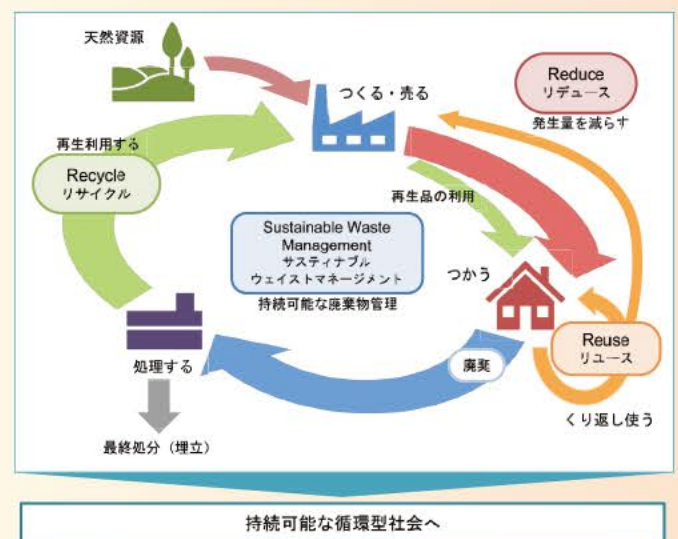 天然資源
つくる・売る
Reduce
リデュース
発生量を減らす
再生利用する
Recycle
リサイクル
再生品の利用
Sustainable Waste
Management
サスティナブル
ウェイストマネージメント
持続可能な廃棄物管理
つかう
処理する
廃棄
Reuse
リユース
くり返し使う
最終処分（埋立）
持続可能な循環型社会へ